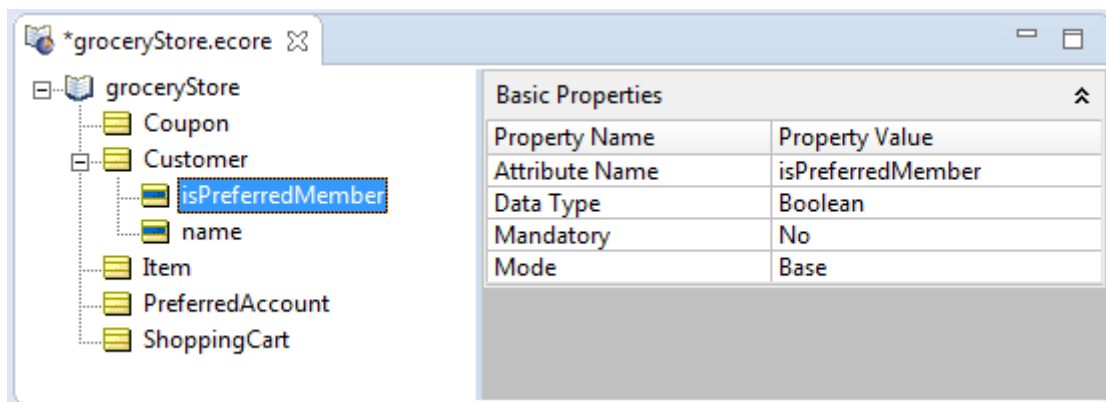 *groceryStore.ecore
groceryStore
Coupon
Customer
isPreferredMember
name
Item
PreferredAccount
ShoppingCart
Basic Properties
Property Name Property Value
Attribute Name isPreferredMember
Data Type Boolean
Mandatory No
Mode Base